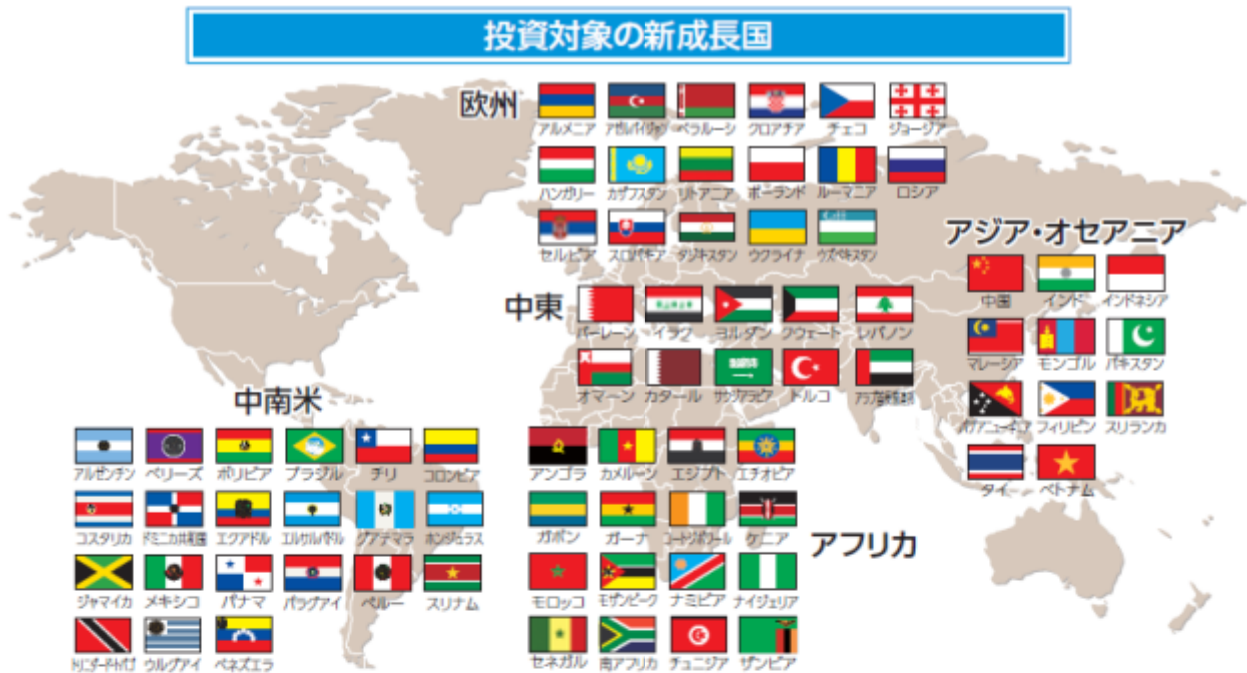 投資対象の新成長国
欧州
アルメニア アゼルバイジャン ベラルーシ クロアチア チェコ ジョージア
ハンガリー カザフスタン リトアニア ポーランド ルーマニア ロシア
セルビア スロバキア タジキスタン ウクライナ ウズベキスタン
中東
バーレーン イラク ヨルダン クウェート レバノン
オマーン カタール サウジアラビア トルコ アラブ首長国連邦
アジア・オセアニア
中国 インド インドネシア
マレーシア モンゴル パキスタン
パプアニューギニア フィリピン スリランカ
タイ ベトナム
中南米
アルゼンチン ベリーズ ボリビア ブラジル チリ コロンビア
コスタリカ ドミニカ共和国 エクアドル エルサルバドル グアテマラ ホンジュラス
ジャマイカ メキシコ パナマ パラグアイ ペルー スリナム
トリニダード・トバゴ ウルグアイ ベネズエラ
アフリカ
アンゴラ カメルーン エジプト エチオピア
ガボン ガーナ コートジボワール ケニア
モロッコ モザンビーク ナミビア ナイジェリア
セネガル 南アフリカ チュニジア ザンビア